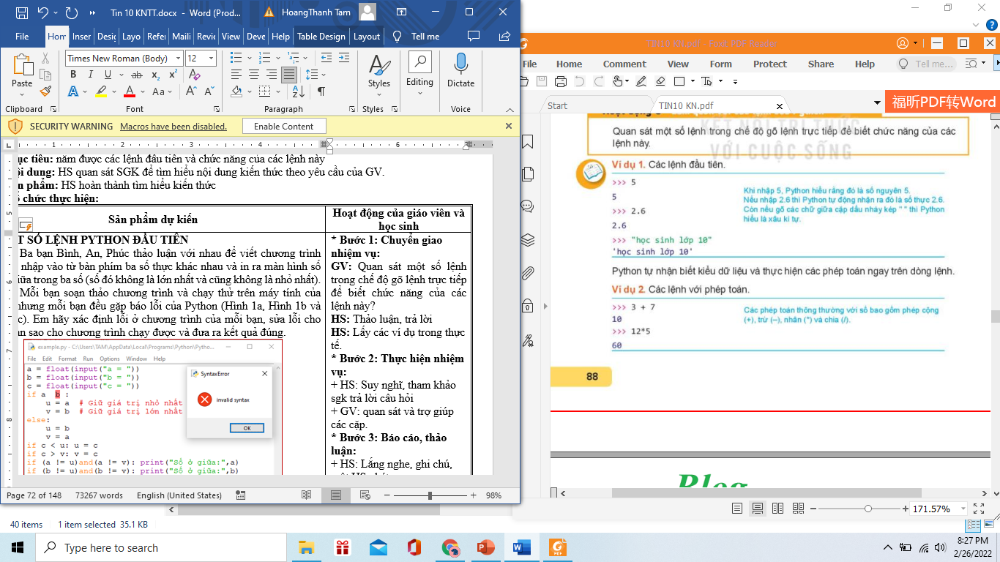 Tin 10 KNTT.docx - Word (Prod...
HoangThanh Tam
File Hom Inser Desig Layo Refe Maili Revie View Deve Help Table Design Layout Tell me
Times New Roman (Body) 12
Paste
B I U ab x₂ x²
A A Aa A A
Styles
Editing
Dictate
Clipboard Font Paragraph Styles Voice
SECURITY WARNING Macros have been disabled. Enable Content
1 2 3 4 5 6
ục tiêu: năm được các lệnh đầu tiên và chức năng của các lệnh này
ội dung: HS quan sát SGK để tìm hiểu nội dung kiến thức theo yêu cầu của GV.
n phẩm: HS hoàn thành tìm hiểu kiến thức
chức thực hiện:
Sản phẩm dự kiến
Hoạt động của giáo viên và
học sinh
T SỐ LỆNH PYTHON ĐẦU TIÊN
Ba bạn Bình, An, Phúc thảo luận với nhau để viết chương trình
nhập vào từ bàn phím ba số thực khác nhau và in ra màn hình số
iữa trong ba số (số đó không là lớn nhất và cũng không là nhỏ nhất).
Mỗi bạn soạn thảo chương trình và chạy thử trên máy tính của
nhưng mỗi bạn đều gặp báo lỗi của Python (Hình 1a, Hình 1b và
c). Em hãy xác định lỗi ở chương trình của mỗi bạn, sửa lỗi cho
n sao cho chương trình chạy được và đưa ra kết quả đúng.
* Bước 1: Chuyển giao
nhiệm vụ:
GV: Quan sát một số lệnh
trong chế độ gõ lệnh trực tiếp
để biết chức năng của các
lệnh này?
HS: Thảo luận, trả lời
HS: Lấy các ví dụ trong thực
tế.
* Bước 2: Thực hiện nhiệm
vụ:
+ HS: Suy nghĩ, tham khảo
sgk trả lời câu hỏi
+ GV: quan sát và trợ giúp
các cặp.
* Bước 3: Báo cáo, thảo
luận:
+ HS: Lắng nghe, ghi chú,
example.py - C:\Users\TAM\AppData\Local\Programs\Python\Pytho...
File Edit Format Run Options Window Help
a = float(input("a = "))
b = float(input("b = "))
c = float(input("c = "))
if a b :
u = a # Giữ giá trị nhỏ nhất
v = b # Giữ giá trị lớn nhất
else:
u = b
v = a
if c < u: u = c
if c > v: v = c
if (a != u)and(a != v): print("Số ở giữa:",a)
if (b != u)and(b != v): print("Số ở giữa:",b)
SyntaxError
invalid syntax
OK
Page 72 of 148 73267 words English (United States) 98%
40 items 1 item selected 35.1 KB
TIN10 KN.pdf - Foxit PDF Reader
File Home Comment View Form Protect Share Help Tell me...
Start TIN10 KN.pdf
福昕PDF转Word
KẾT NỐI TRI THỨC
VỚI CUỘC SỐNG
Quan sát một số lệnh trong chế độ gõ lệnh trực tiếp để biết chức năng của các
lệnh này.
Ví dụ 1. Các lệnh đầu tiên.
>>> 5
5
>>> 2.6
2.6
>>> "học sinh lớp 10"
'học sinh lớp 10'
Khi nhập 5, Python hiểu rằng đó là số nguyên 5.
Nếu nhập 2.6 thì Python tự động nhận ra đó là số thực 2.6.
Còn nếu gõ các chữ giữa cặp dấu nháy kép " " thì Python
hiểu là xâu kí tự.
Python tự nhận biết kiểu dữ liệu và thực hiện các phép toán ngay trên dòng lệnh.
Ví dụ 2. Các lệnh với phép toán.
>>> 3 + 7
10
>>> 12*5
60
Các phép toán thông thường với số bao gồm phép cộng
(+), trừ (–), nhân (*) và chia (/).
88
Blog
171.57%
Type here to search
8:27 PM
2/26/2022